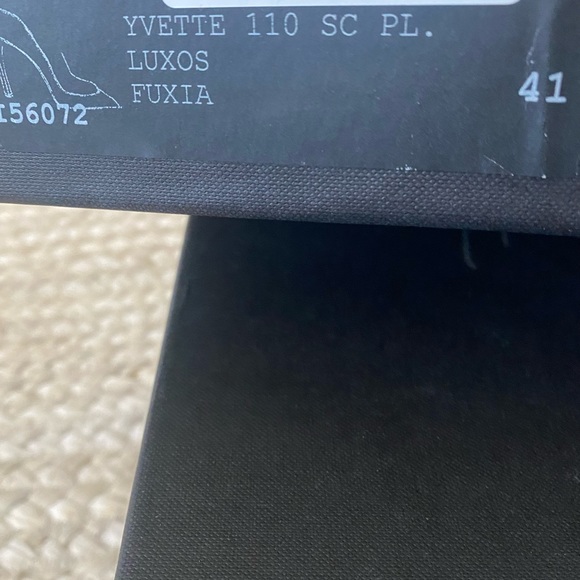 YVETTE 110 SC PL.
LUXOS
FUXIA 41
156072